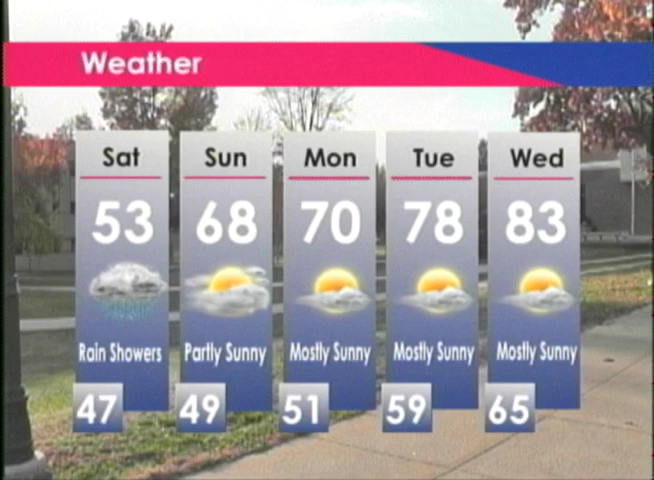 Weather
Sat Sun Mon Tue Wed
53 68 70 78 83
Rain Showers Partly Sunny Mostly Sunny Mostly Sunny Mostly Sunny
47 49 51 59 65